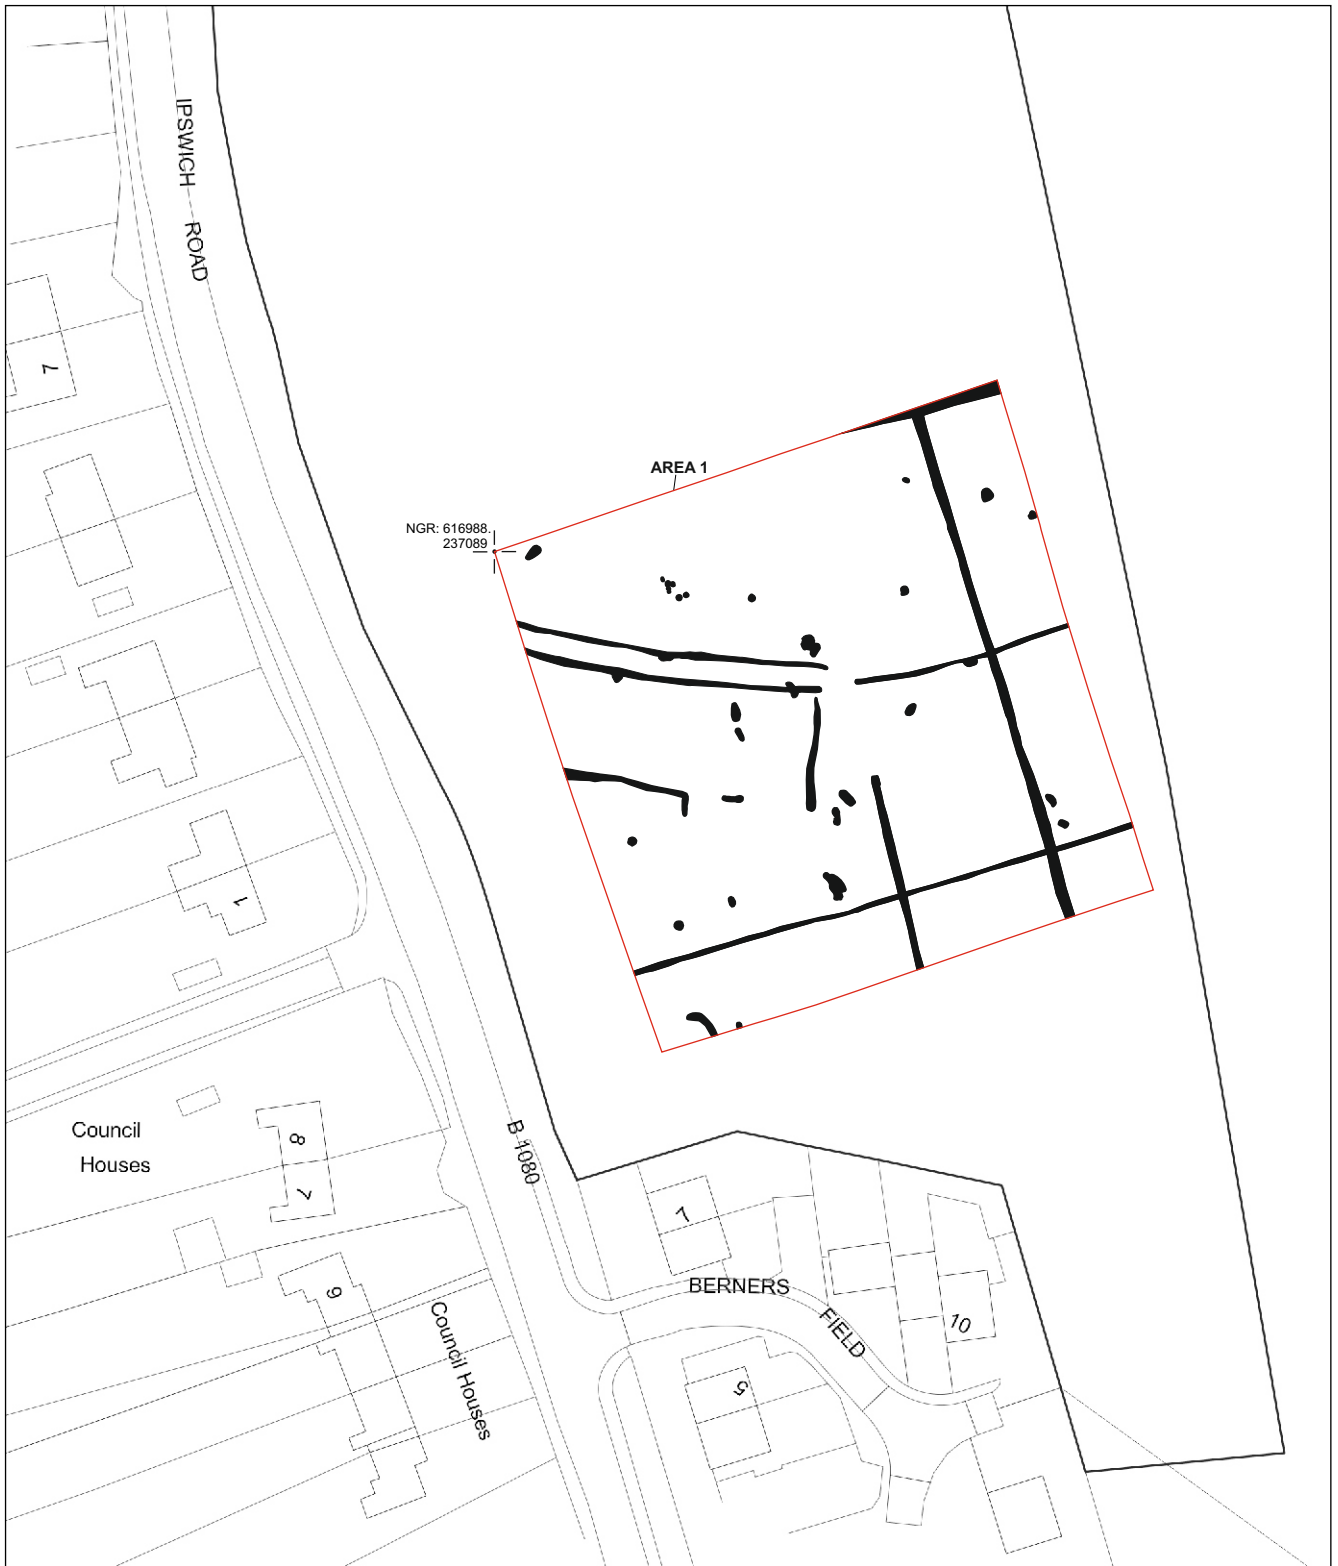 IPSWICH ROAD
7
AREA 1
NGR: 616988.
237089
1
Council
Houses
8
7
B 1080
7
BERNERS
FIELD
10
9
Council Houses
5